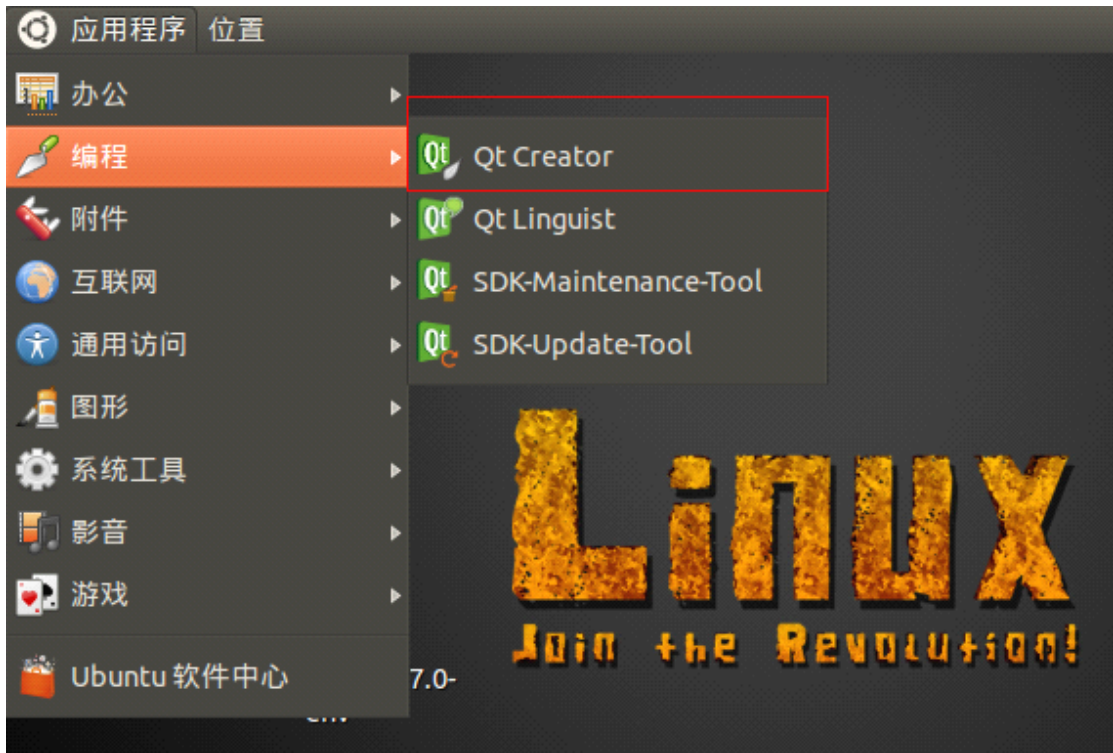 应用程序 位置
办公
编程
附件
互联网
通用访问
图形
系统工具
影音
游戏
Ubuntu 软件中心
Qt Creator
Qt Linguist
SDK-Maintenance-Tool
SDK-Update-Tool
Linux
Join the Revolution!
7.0-